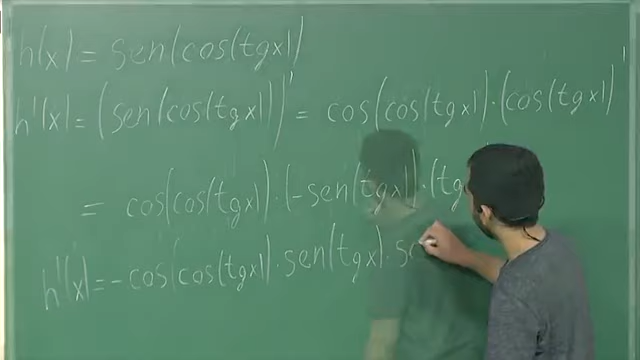 h(x) = sen(cos(tgx))
h'(x) = (sen(cos(tgx)))' = cos(cos(tgx)) · (cos(tgx))'
= cos(cos(tgx)) · (-sen(tgx)) · (tg
h'(x) = - cos(cos(tgx)) · sen(tgx) · se